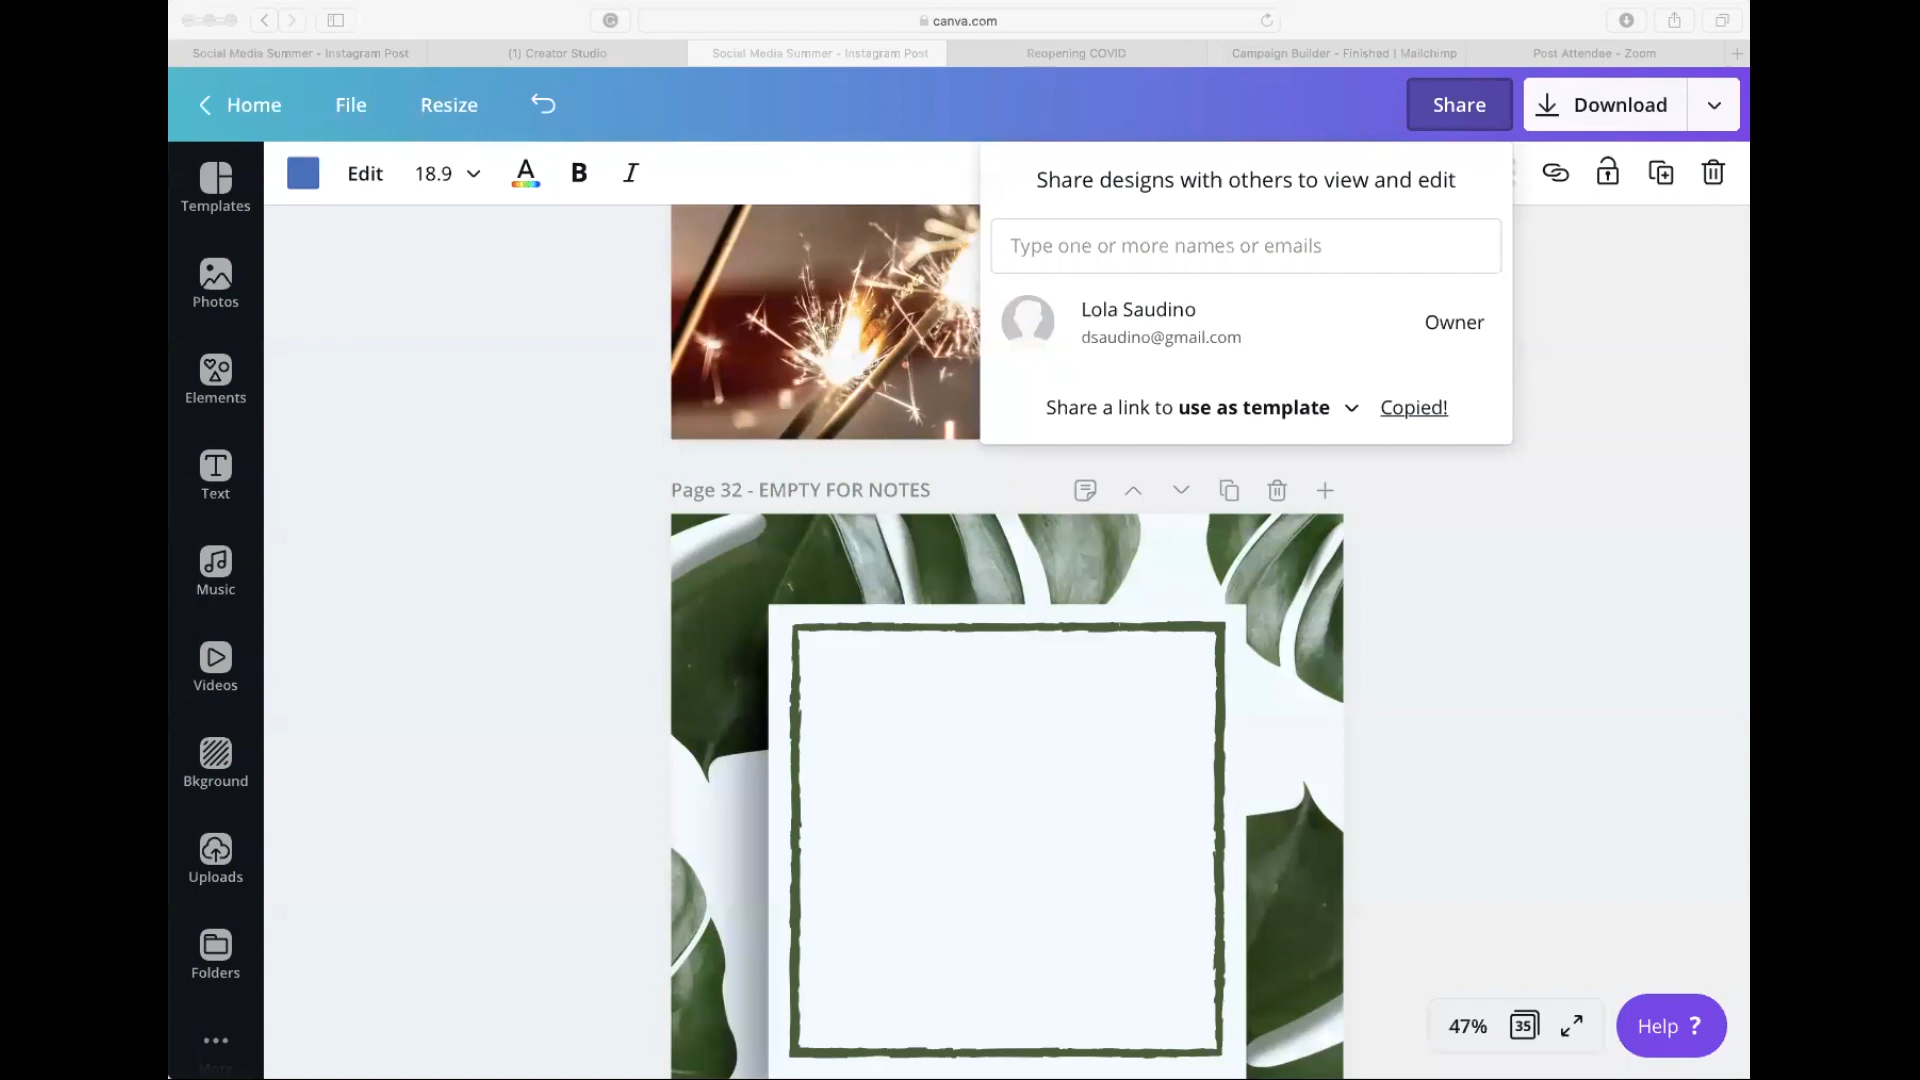 canva.com
Social Media Summer - Instagram Post
(1) Creator Studio
Social Media Summer - Instagram Post
Reopening COVID
Campaign Builder - Finished | Mailchimp
Post Attendee - Zoom
Home
File
Resize
Share
Download
Templates
Edit
18.9
A
B
I
Share designs with others to view and edit
Type one or more names or emails
Lola Saudino
dsaudino@gmail.com
Owner
Share a link to use as template
Copied!
Photos
Elements
Text
Music
Videos
Bkground
Uploads
Folders
More
Page 32 - EMPTY FOR NOTES
47%
35
Help ?